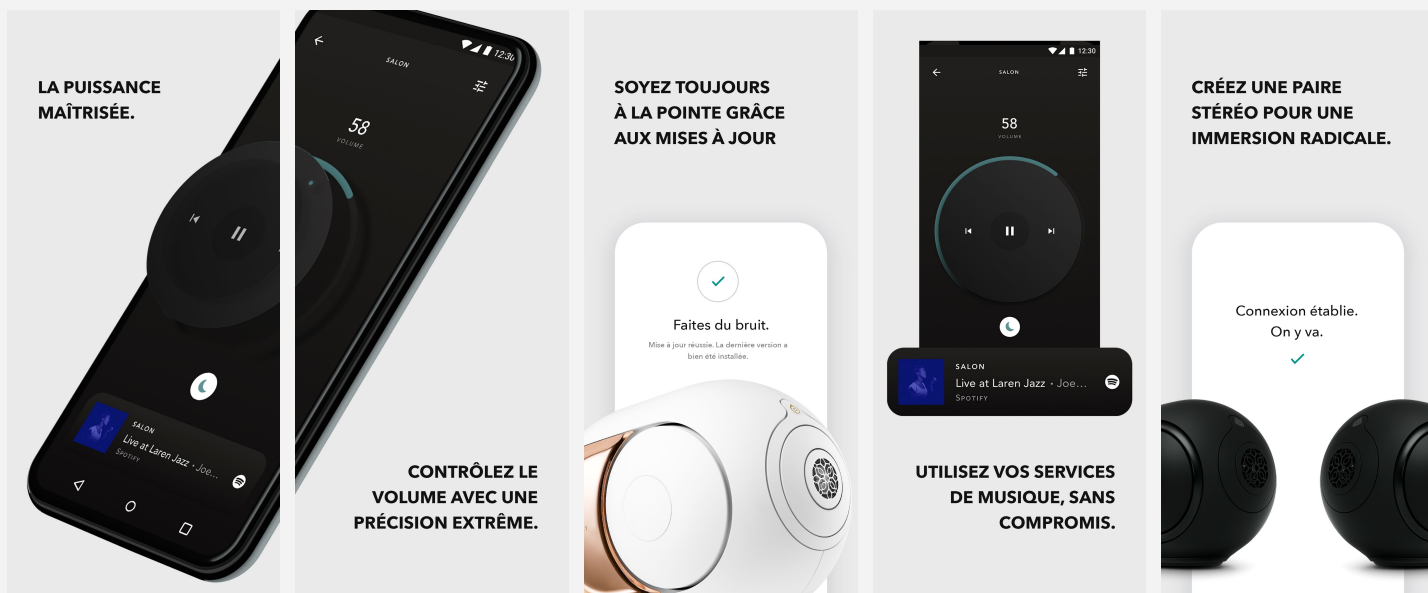 LA PUISSANCE
MAÎTRISÉE.
SALON
Live at Laren Jazz • Joe...
SPOTIFY
12:30
SALON
58
VOLUME
CONTRÔLEZ LE
VOLUME AVEC UNE
PRÉCISION EXTRÊME.
SOYEZ TOUJOURS
À LA POINTE GRÂCE
AUX MISES À JOUR
Faites du bruit.
Mise à jour réussie. La dernière version a
bien été installée.
12:30
SALON
58
VOLUME
SALON
Live at Laren Jazz • Joe...
SPOTIFY
UTILISEZ VOS SERVICES
DE MUSIQUE, SANS
COMPROMIS.
CRÉEZ UNE PAIRE
STÉRÉO POUR UNE
IMMERSION RADICALE.
Connexion établie.
On y va.